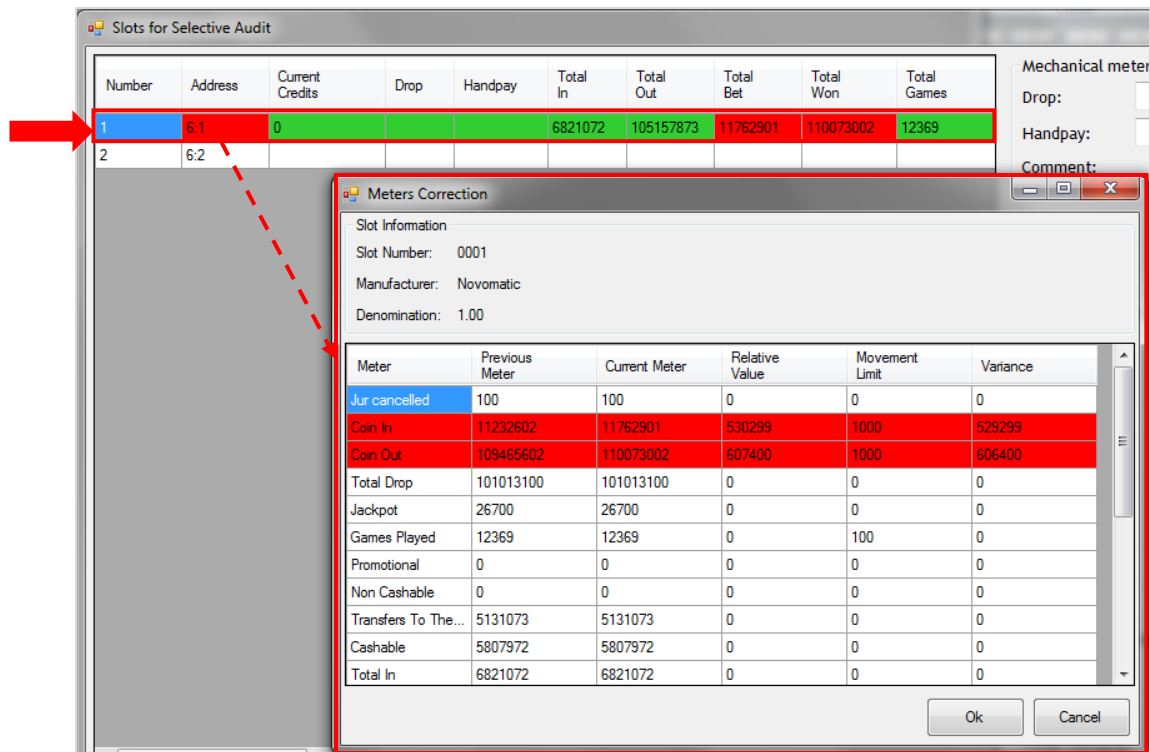 Slots for Selective Audit
Number Address Current Credits Drop Handpay Total In Total Out Total Bet Total Won Total Games
1 6:1 0 6821072 105157873 11762901 110073002 12369
2 6:2
Mechanical meter
Drop:
Handpay:
Comment:
Meters Correction
Slot Information
Slot Number: 0001
Manufacturer: Novomatic
Denomination: 1.00
Meter Previous Meter Current Meter Relative Value Movement Limit Variance
Jur cancelled 100 100 0 0 0
Coin In 11232602 11762901 530299 1000 529299
Coin Out 109465602 110073002 607400 1000 606400
Total Drop 101013100 101013100 0 0 0
Jackpot 26700 26700 0 0 0
Games Played 12369 12369 0 100 0
Promotional 0 0 0 0 0
Non Cashable 0 0 0 0 0
Transfers To The... 5131073 5131073 0 0 0
Cashable 5807972 5807972 0 0 0
Total In 6821072 6821072 0 0 0
Ok Cancel